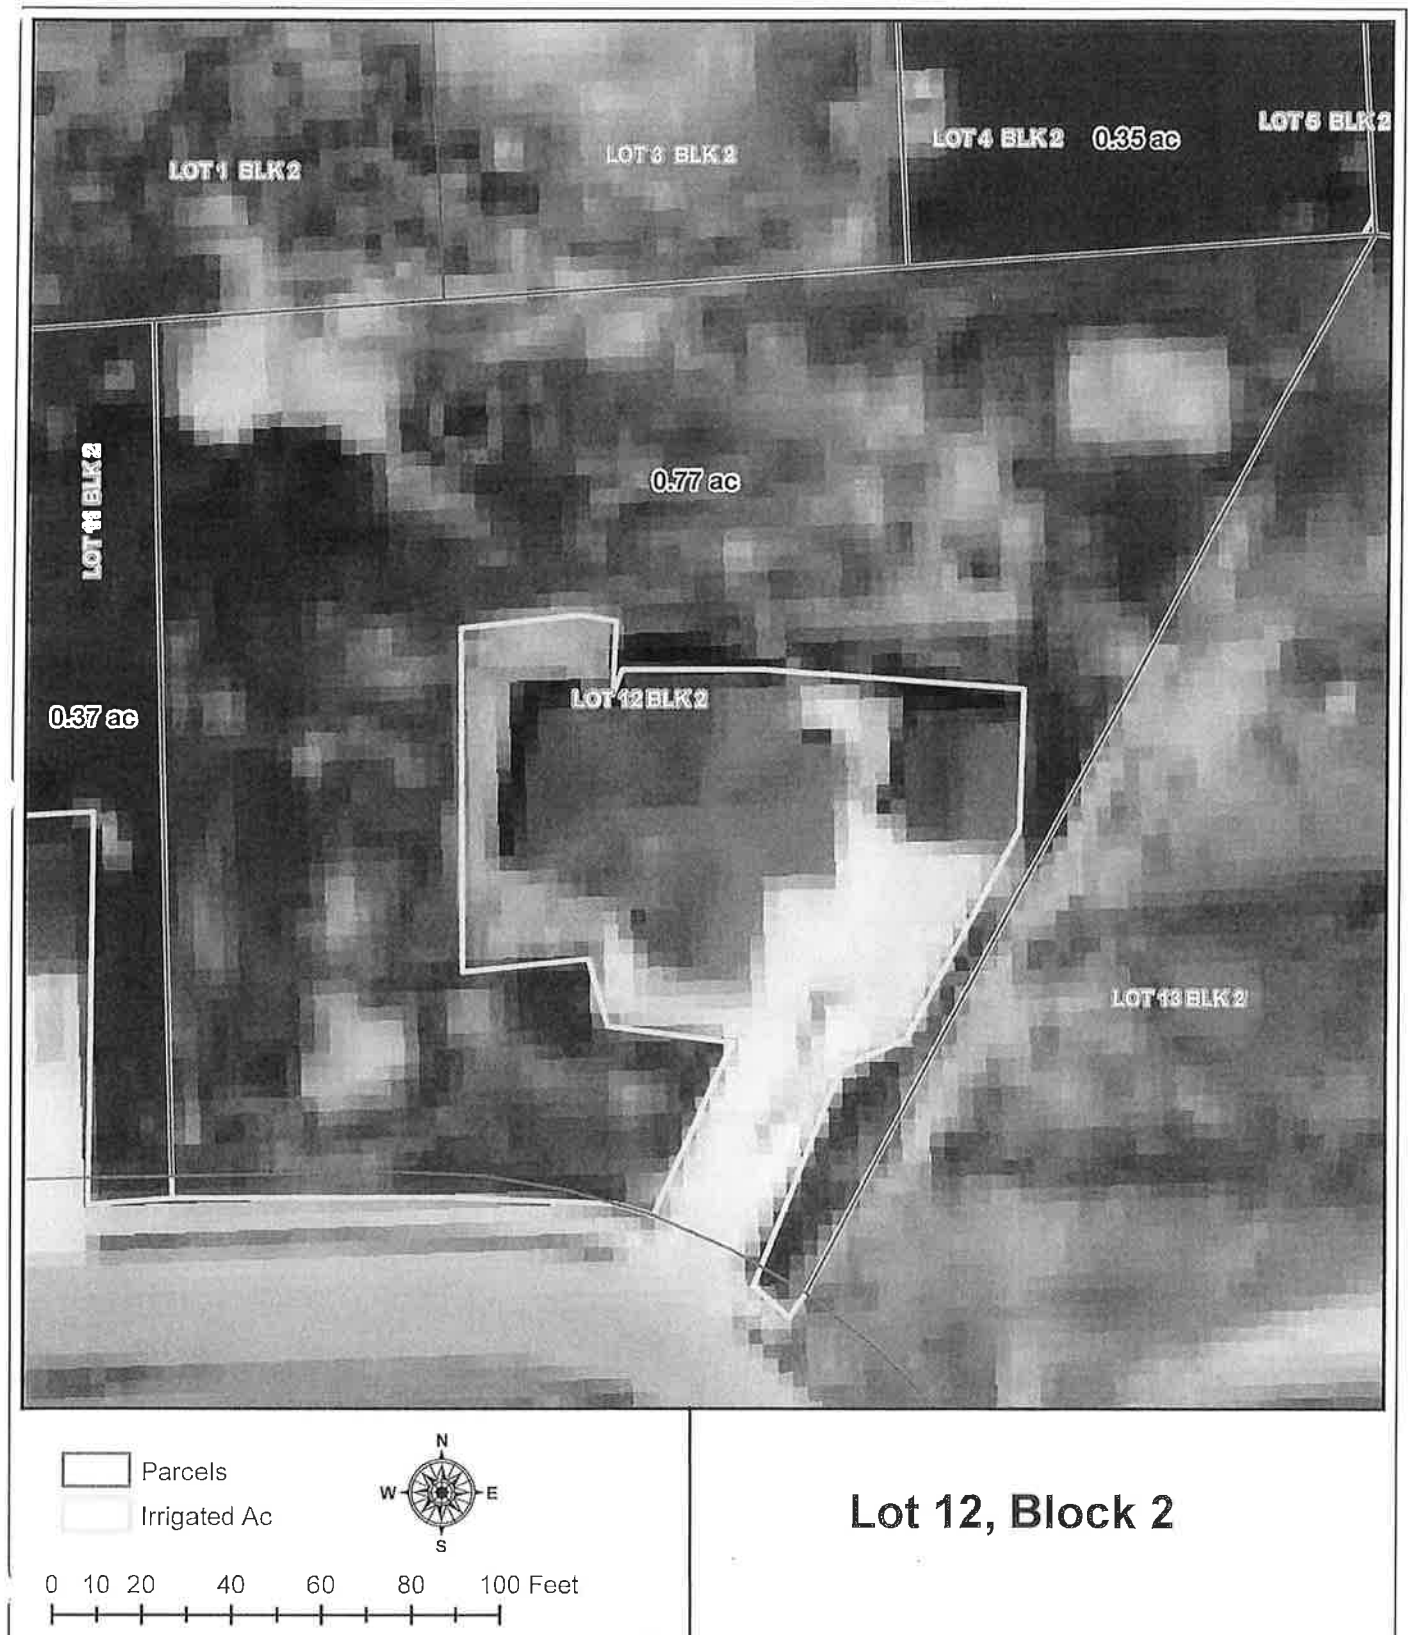 LOT 1 BLK 2
LOT 3 BLK 2
LOT 4 BLK 2 0.35 ac
LOT 5 BLK 2
LOT 11 BLK 2
0.77 ac
LOT 12 BLK 2
0.37 ac
LOT 13 BLK 2
Parcels
Irrigated Ac
N
W E
S
0 10 20 40 60 80 100 Feet
Lot 12, Block 2